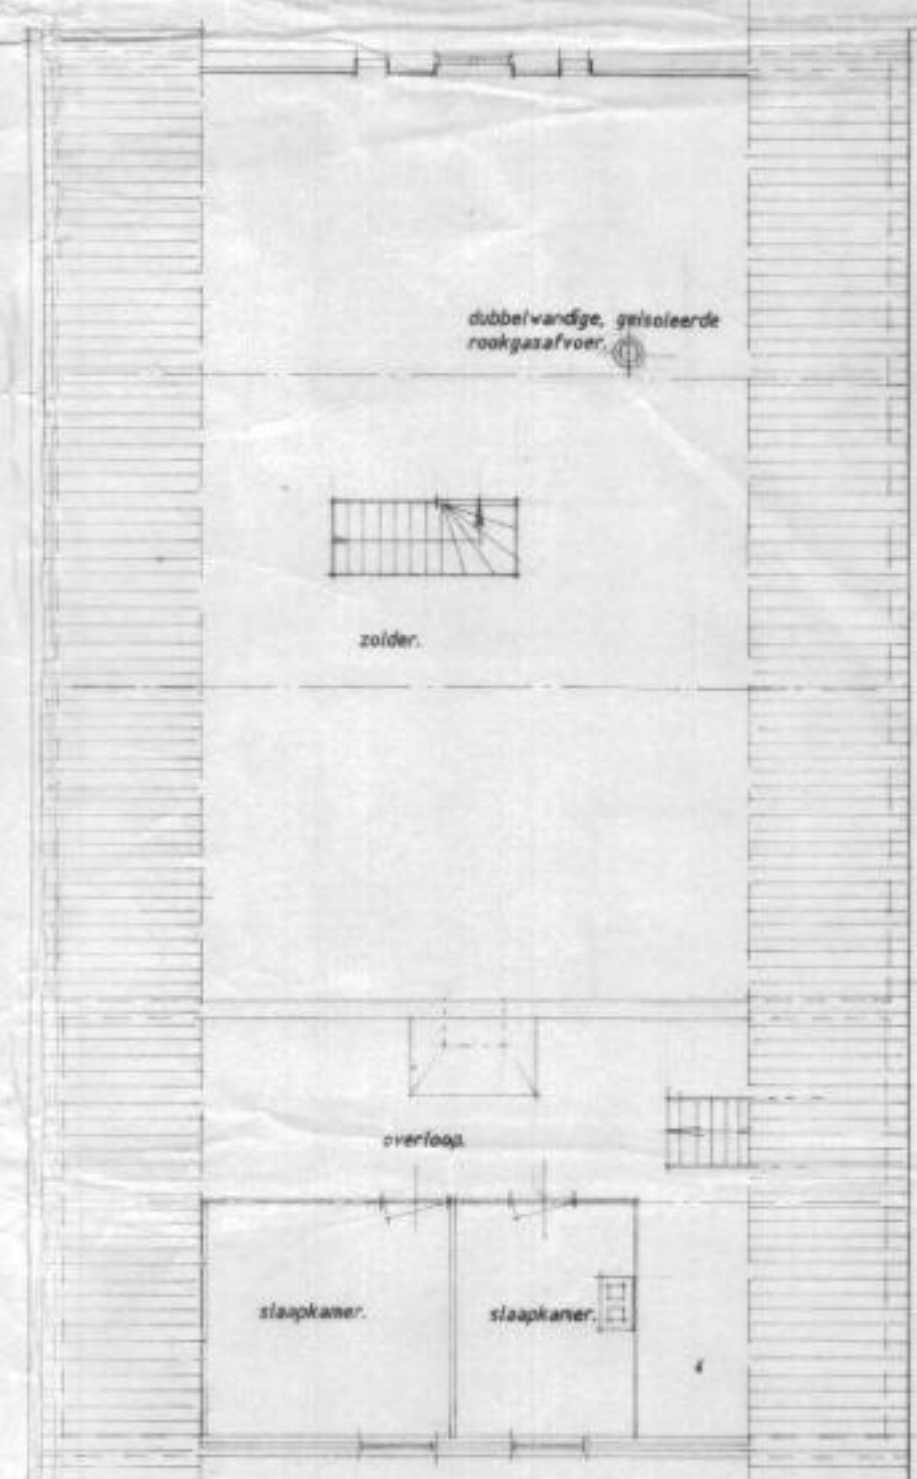 dubbelwandige, geisoleerde
rookgasafvoer.
zolder.
overloop.
slaapkamer.
slaapkamer.